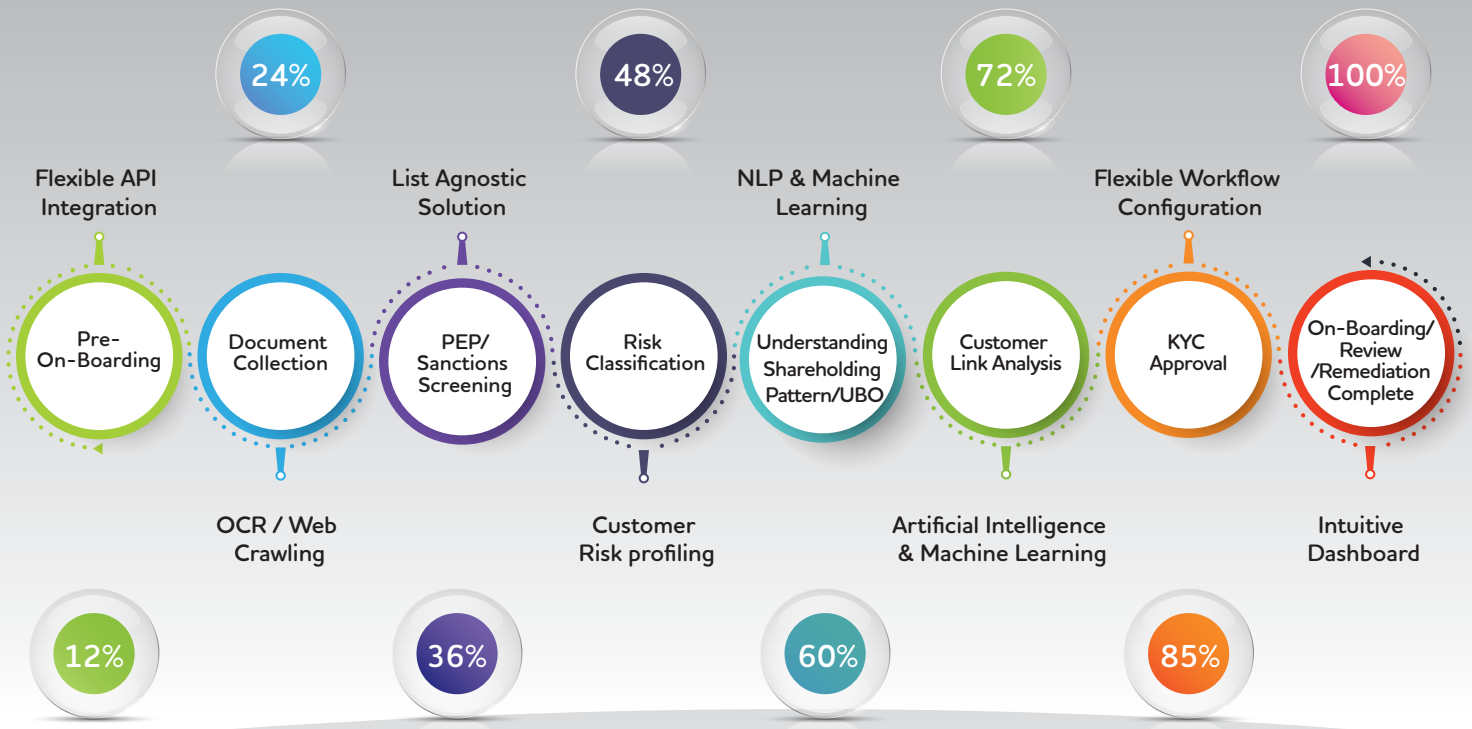 24%
48%
72%
100%
Flexible API
Integration
List Agnostic
Solution
NLP & Machine
Learning
Flexible Workflow
Configuration
Pre-
On-Boarding
Document
Collection
PEP/
Sanctions
Screening
Risk
Classification
Understanding
Shareholding
Pattern/UBO
Customer
Link Analysis
KYC
Approval
On-Boarding/
Review
/Remediation
Complete
OCR / Web
Crawling
Customer
Risk profiling
Artificial Intelligence
& Machine Learning
Intuitive
Dashboard
12%
36%
60%
85%